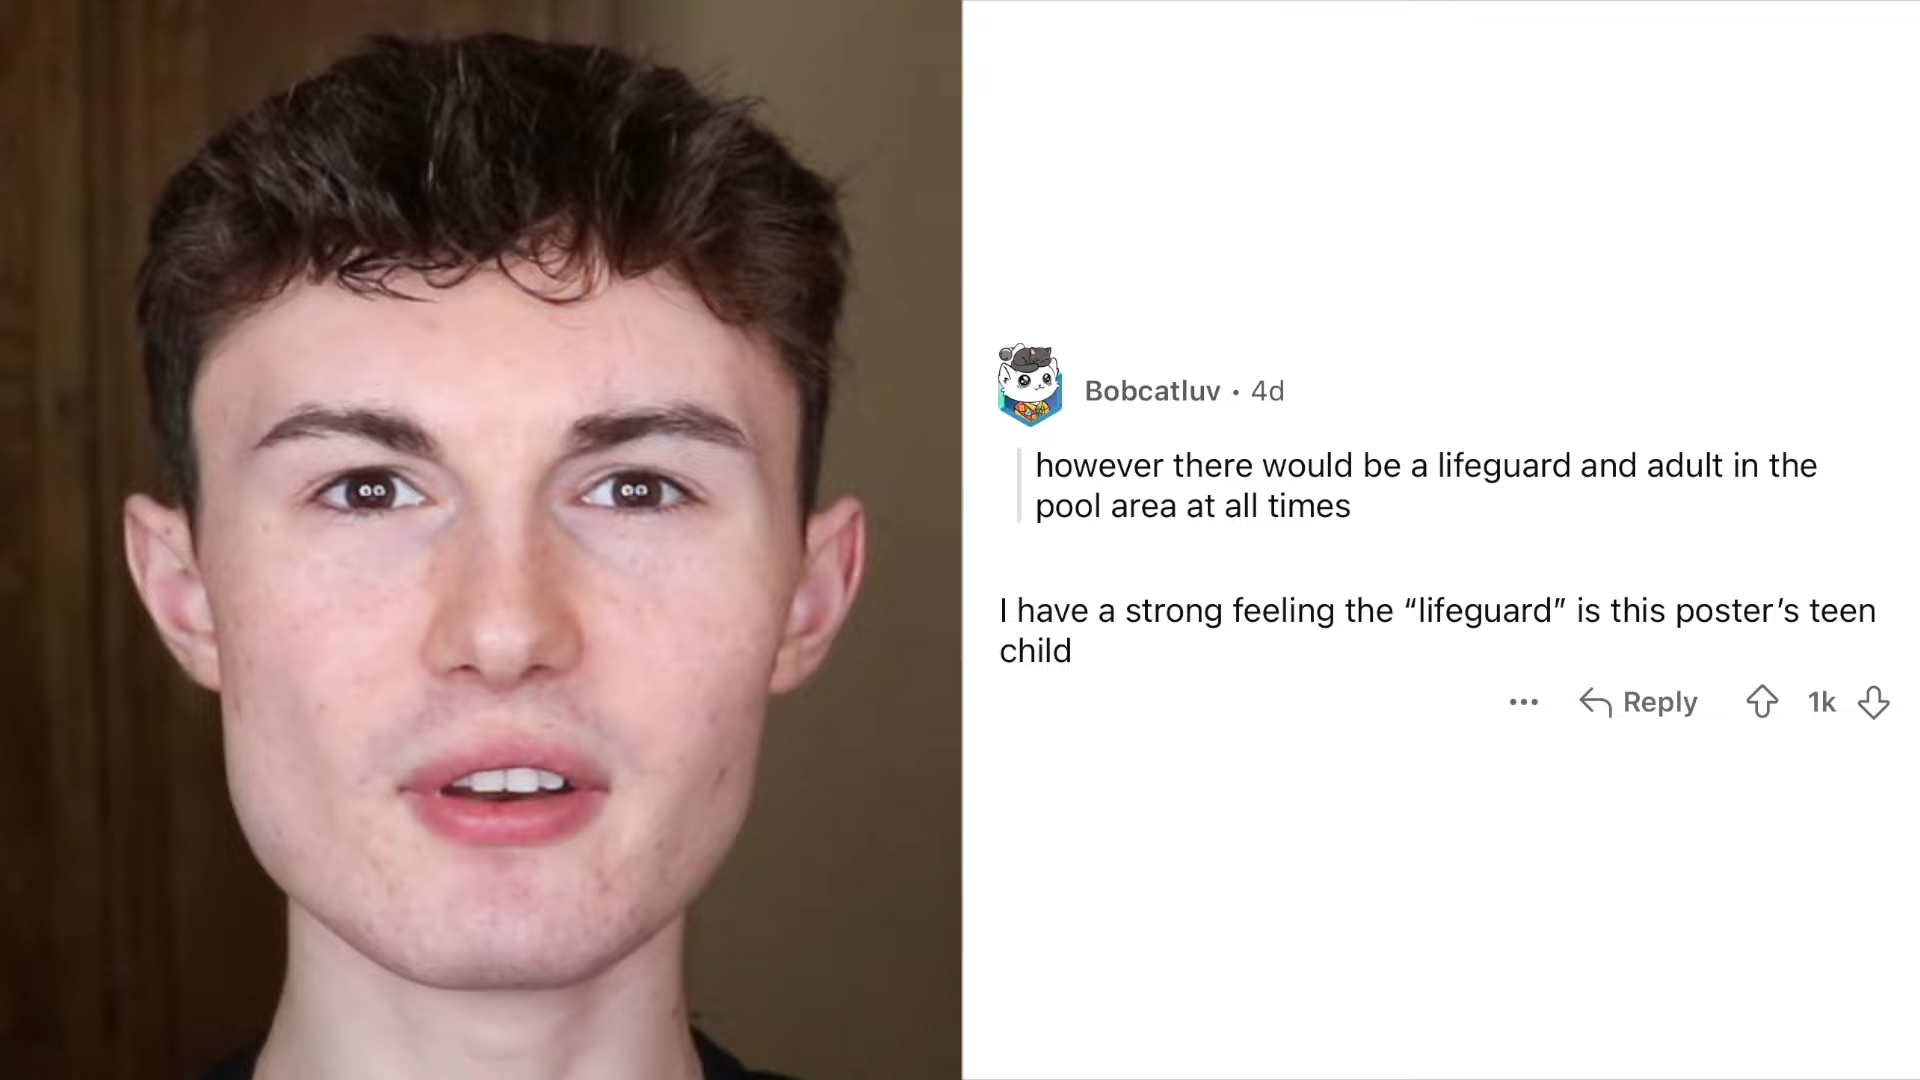 Bobcatluv • 4d
however there would be a lifeguard and adult in the
pool area at all times
I have a strong feeling the “lifeguard” is this poster’s teen
child
... Reply 1k